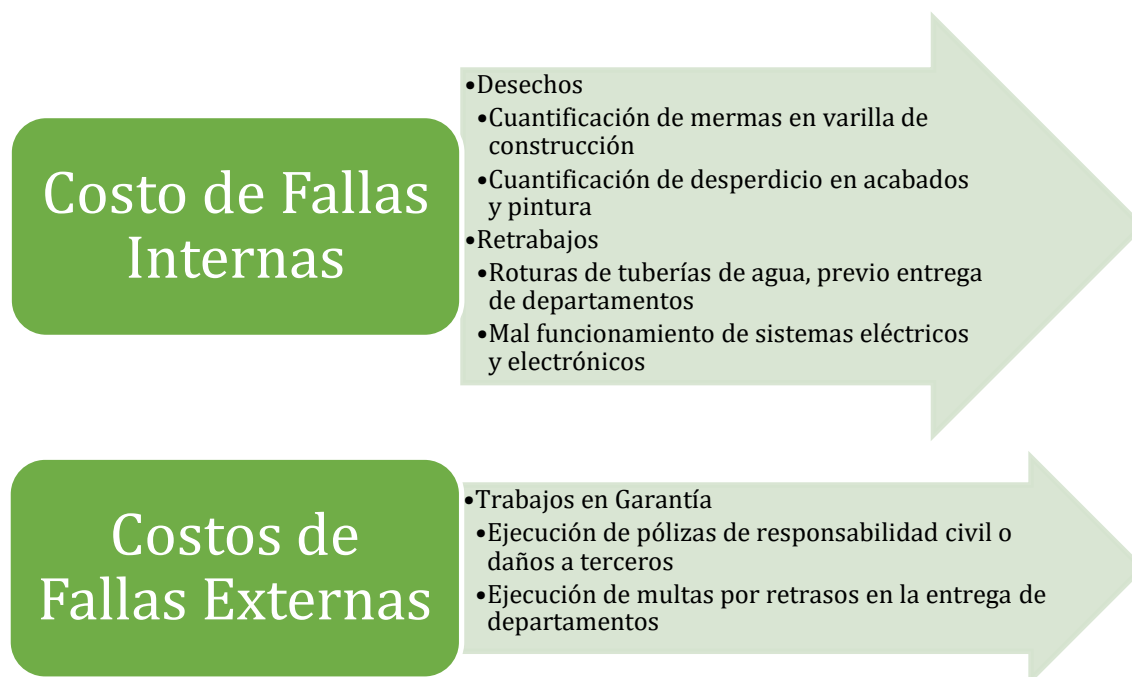 Costo de Fallas
Internas
•Desechos
•Cuantificación de mermas en varilla de
construcción
•Cuantificación de desperdicio en acabados
y pintura
•Retrabajos
•Roturas de tuberías de agua, previo entrega
de departamentos
•Mal funcionamiento de sistemas eléctricos
y electrónicos
Costos de
Fallas Externas
•Trabajos en Garantía
•Ejecución de pólizas de responsabilidad civil o
daños a terceros
•Ejecución de multas por retrasos en la entrega de
departamentos